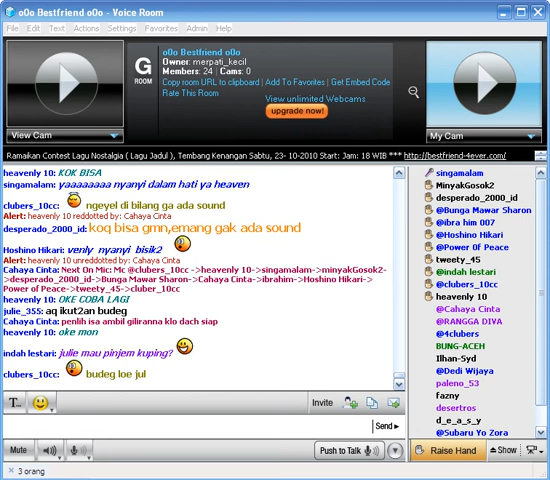 oOo Bestfriend oOo - Voice Room
File Edit Text Actions Settings Favorites Admin Help
G
ROOM
oOo Bestfriend oOo
Owner: merpati_kecil
Members: 24 | Cams: 0
Copy room URL to clipboard | Add To Favorites | Get Embed Code
Rate This Room
View unlimited Webcams
upgrade now!
View Cam
My Cam
Ramaikan Contest Lagu Nostalgia ( Lagu Jadul ), Tembang Kenangan Sabtu, 23- 10-2010 Start: Jam: 18 WIB *** http://bestfriend-4ever.com/
heavenly 10: KOK BISA
singamalam: yaaaaaaaa nyanyi dalam hati ya heaven
clubers_10cc: ngeyel di bilang ga ada sound
Alert: heavenly 10 reddotted by: Cahaya Cinta
desperado_2000_id: koq bisa gmn,emang gak ada sound
Hoshino Hikari: venly nyanyi bisik2
Alert: heavenly 10 unreddotted by: Cahaya Cinta
Cahaya Cinta: Next On Mic: Mc @clubers_10cc ->heavenly 10->singamalam->minyakGosok2-
>desperado_2000_id->Bunga Mawar Sharon->Cahaya Cinta->ibrahim->Hoshino Hikari->
Power of Peace->tweety_45->cluber_10cc
heavenly 10: OKE COBA LAGI
julie_355: aq ikut2an budeg
Cahaya Cinta: penlih isa ambil giliranna klo dach siap
heavenly 10: oke mon
indah lestari: julie mau pinjem kuping?
clubers_10cc: budeg loe jul
singamalam
MinyakGosok2
desperado_2000_id
@Bunga Mawar Sharon
@ibra him 007
@Hoshino Hikari
@Power Of Peace
tweety_45
@indah lestari
@clubers_10cc
heavenly 10
@Cahaya Cinta
@RANGGA DIVA
@4clubers
BUNG-ACEH
Ilhan-Syd
@Dedi Wijaya
paleno_53
fazny
desertros
d_e_a_s_y
@Subaru Yo Zora
T...
Invite
Send
Mute
Push to Talk
Raise Hand
Show
3 orang